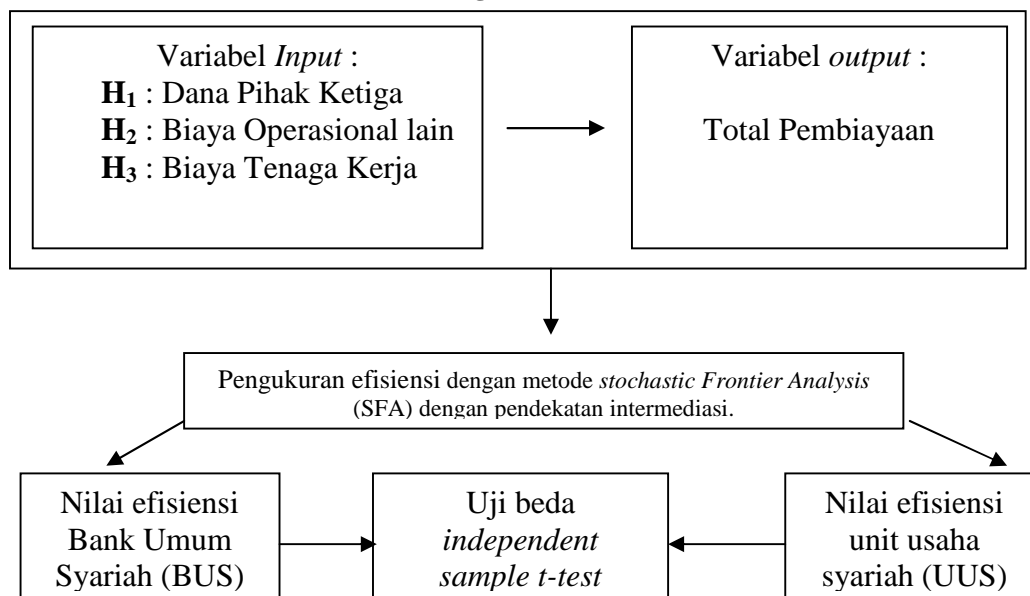 Variabel Input :
H1 : Dana Pihak Ketiga
H2 : Biaya Operasional lain
H3 : Biaya Tenaga Kerja
Variabel output :
Total Pembiayaan
Pengukuran efisiensi dengan metode stochastic Frontier Analysis
(SFA) dengan pendekatan intermediasi.
Nilai efisiensi
Bank Umum
Syariah (BUS)
Uji beda
independent
sample t-test
Nilai efisiensi
unit usaha
syariah (UUS)